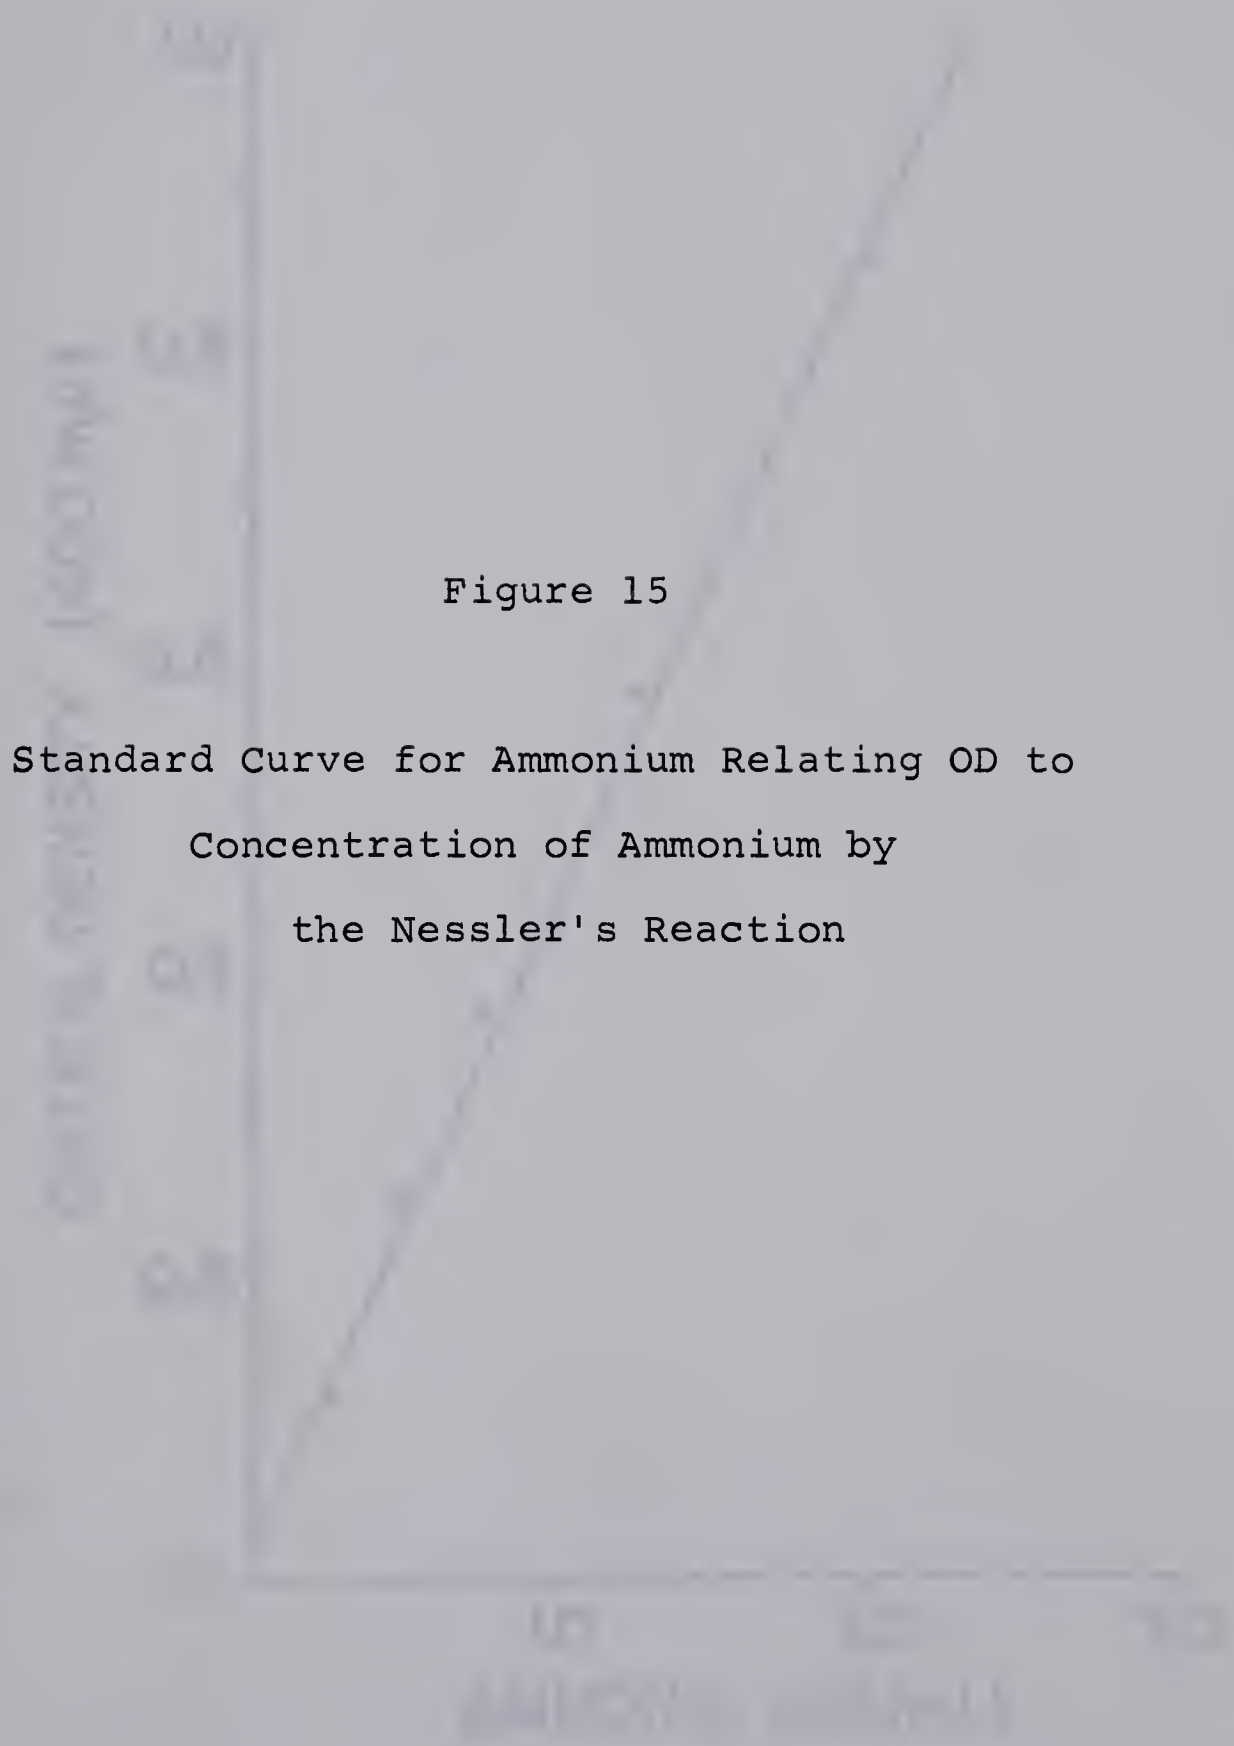 Figure 15
Standard Curve for Ammonium Relating OD to
Concentration of Ammonium by
the Nessler's Reaction